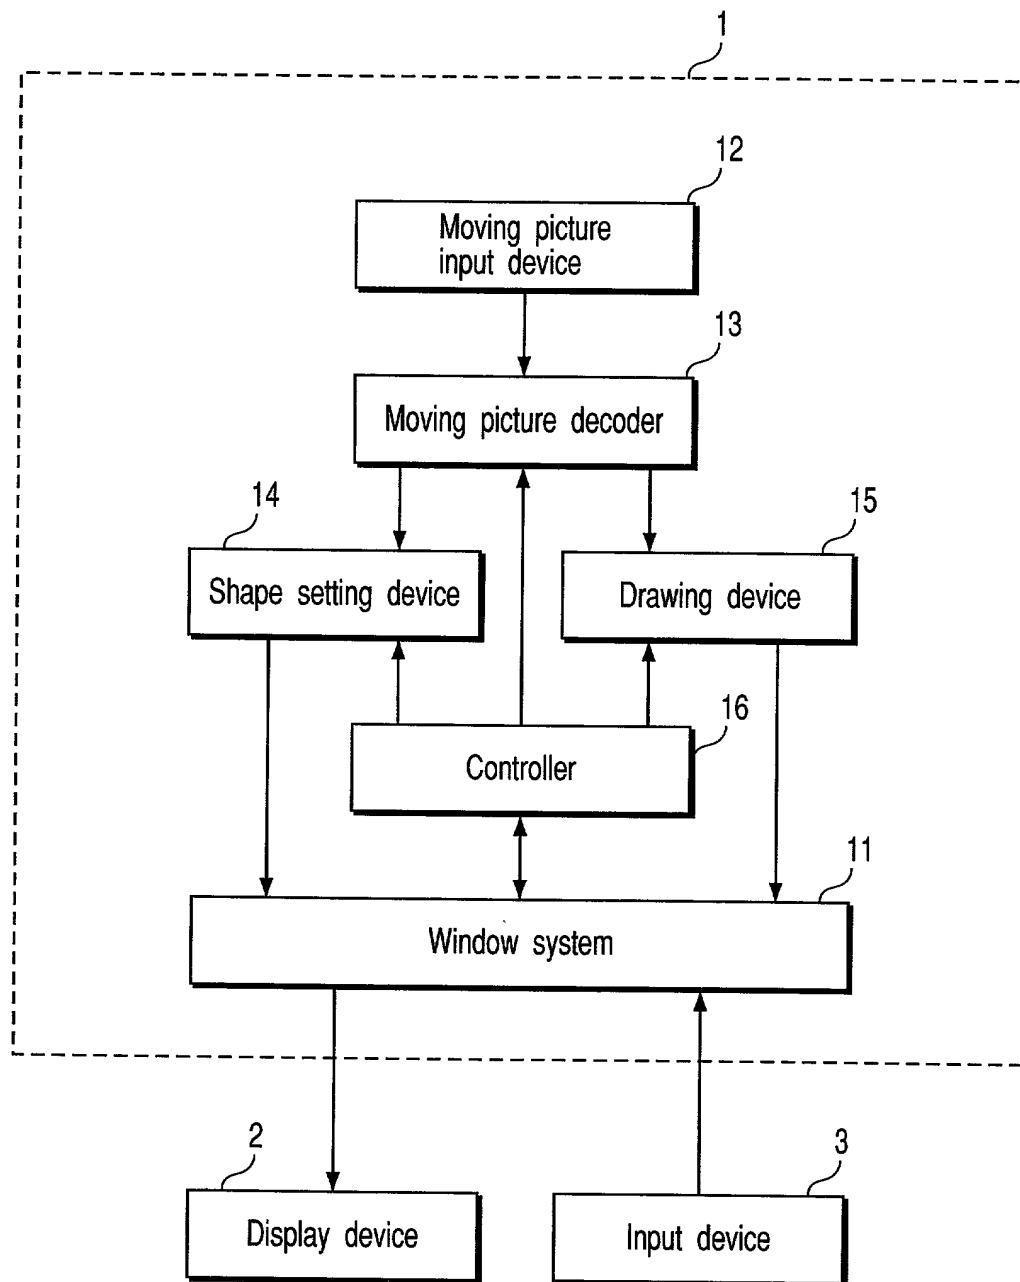 1
12
Moving picture
input device
13
Moving picture decoder
14
15
Shape setting device
Drawing device
16
Controller
11
Window system
2
3
Display device
Input device